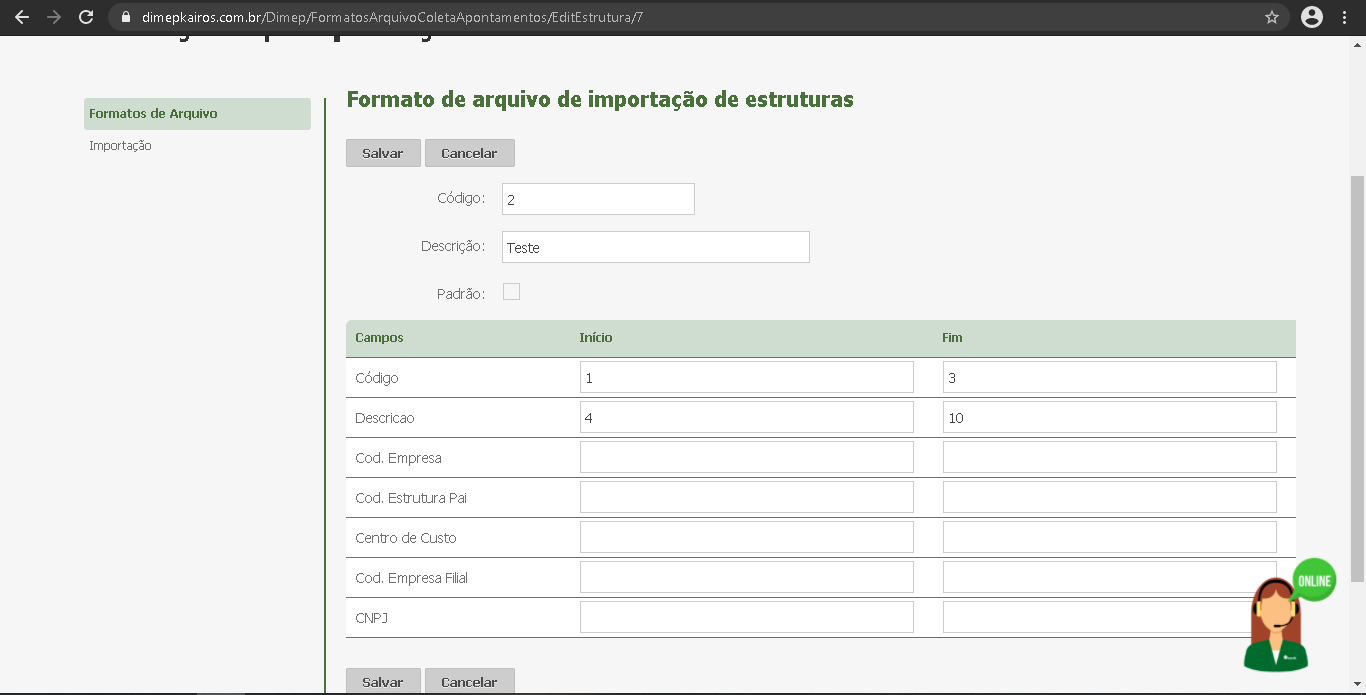 dimepkairos.com.br/Dimep/FormatosArquivoColetaApontamentos/EditEstrutura/7
Formatos de Arquivo
Importação
Formato de arquivo de importação de estruturas
Salvar Cancelar
Código: 2
Descrição: Teste
Padrão:
Campos Início Fim
Código 1 3
Descricao 4 10
Cod. Empresa
Cod. Estrutura Pai
Centro de Custo
Cod. Empresa Filial
CNPJ
ONLINE
Salvar Cancelar